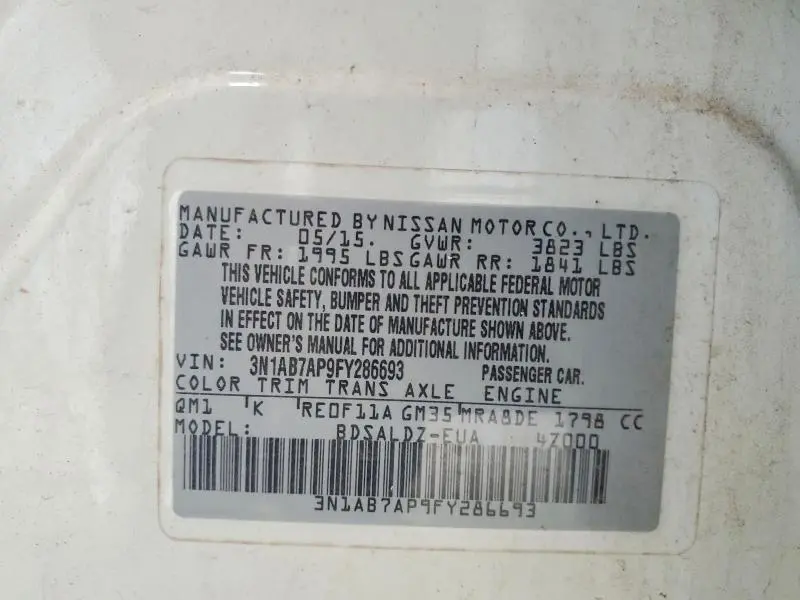 MANUFACTURED BY NISSAN MOTOR CO., LTD.
DATE: 05/15. GVWR: 3823 LBS
GAWR FR: 1995 LBS GAWR RR: 1841 LBS
THIS VEHICLE CONFORMS TO ALL APPLICABLE FEDERAL MOTOR
VEHICLE SAFETY, BUMPER AND THEFT PREVENTION STANDARDS
IN EFFECT ON THE DATE OF MANUFACTURE SHOWN ABOVE.
SEE OWNER'S MANUAL FOR ADDITIONAL INFORMATION.
VIN: 3N1AB7AP9FY286693 PASSENGER CAR.
COLOR TRIM TRANS AXLE ENGINE
QM1 K RE0F11A GM35 MRA8DE 1798 CC
MODEL: BDSALDZ-EUA 4Z000
3N1AB7AP9FY286693